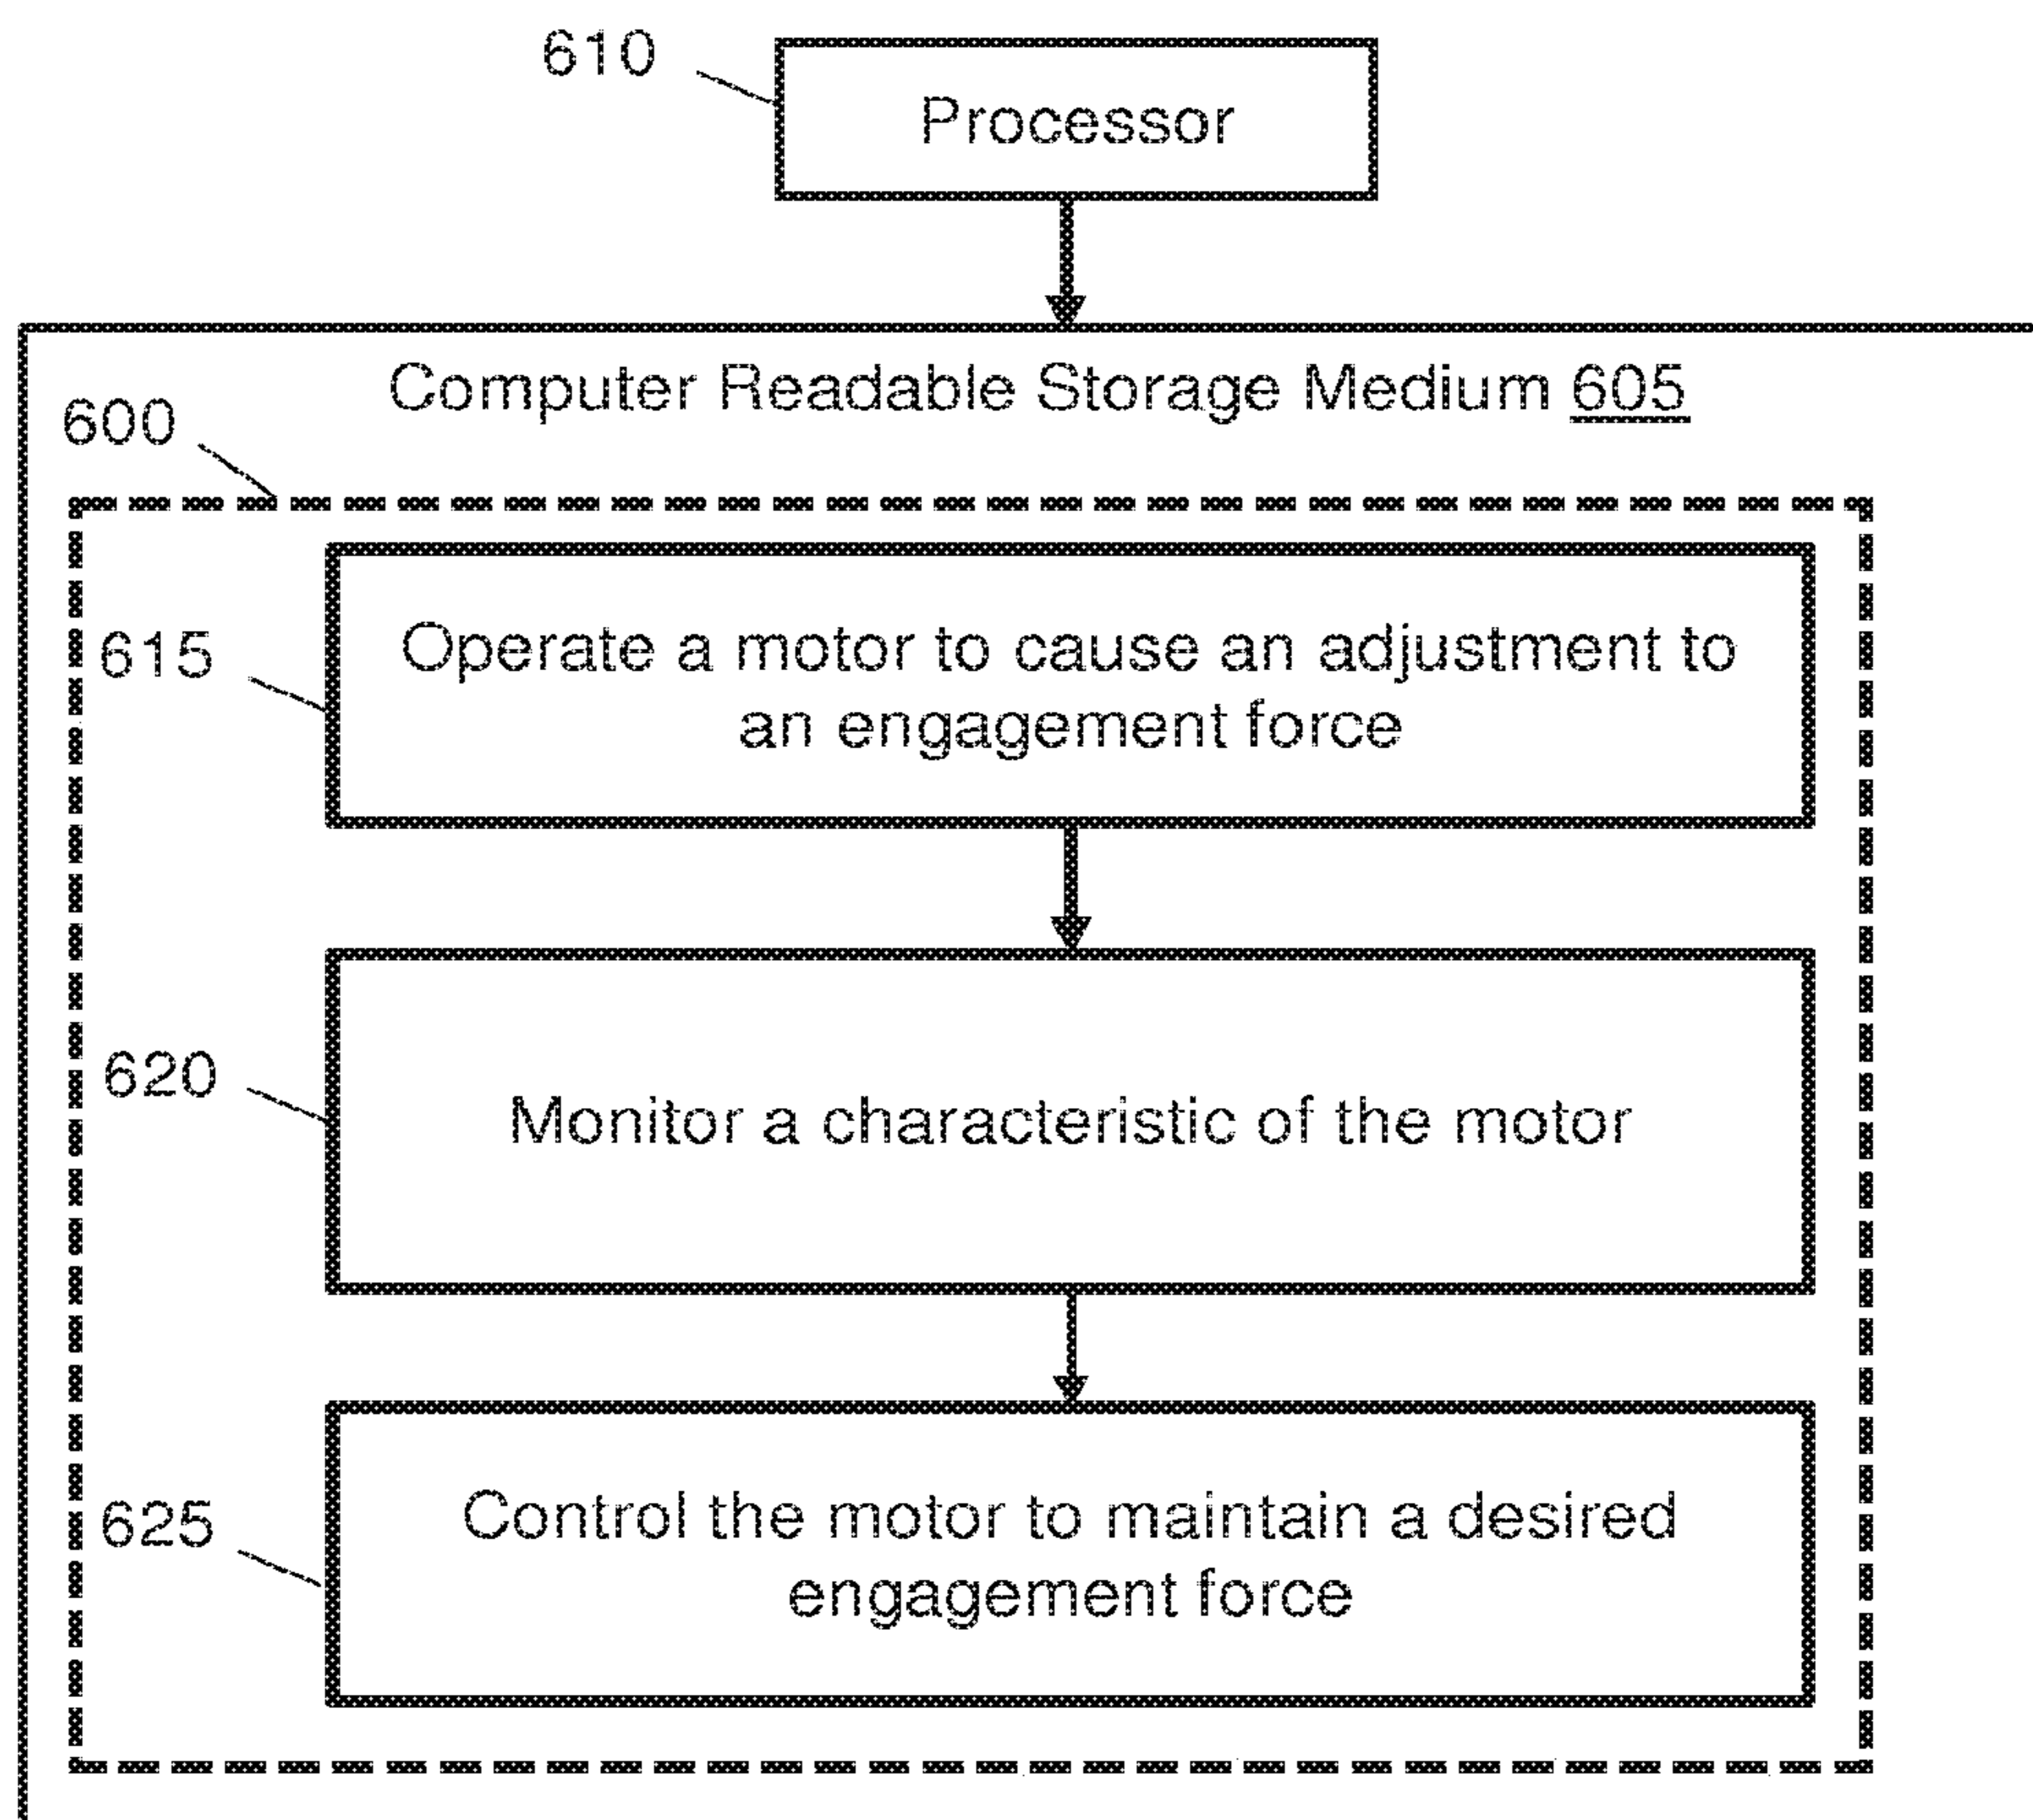 610
Processor
Computer Readable Storage Medium 605
600
615
Operate a motor to cause an adjustment to
an engagement force
620
Monitor a characteristic of the motor
625
Control the motor to maintain a desired
engagement force